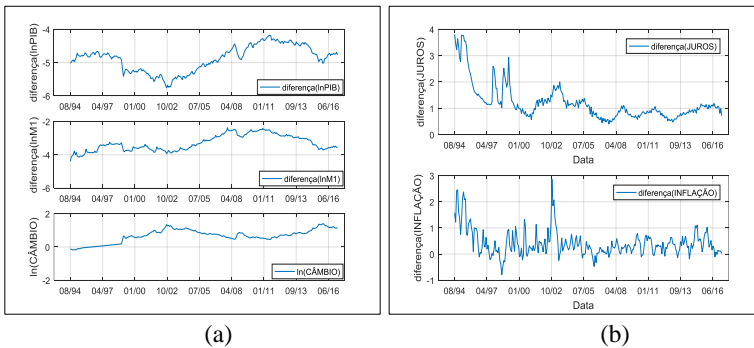 -4
-5
-6
diferença(lnPIB)
diferença(lnPIB)
08/94 04/97 01/00 10/02 07/05 04/08 01/11 09/13 06/16
-2
-4
-6
diferença(lnM1)
diferença(lnM1)
08/94 04/97 01/00 10/02 07/05 04/08 01/11 09/13 06/16
2
0
-2
ln(CÂMBIO)
ln(CÂMBIO)
08/94 04/97 01/00 10/02 07/05 04/08 01/11 09/13 06/16
(a)
4
3
2
1
0
diferença(JUROS)
diferença(JUROS)
08/94 04/97 01/00 10/02 07/05 04/08 01/11 09/13 06/16
Data
3
2
1
0
-1
diferença(INFLAÇÃO)
diferença(INFLAÇÃO)
08/94 04/97 01/00 10/02 07/05 04/08 01/11 09/13 06/16
Data
(b)